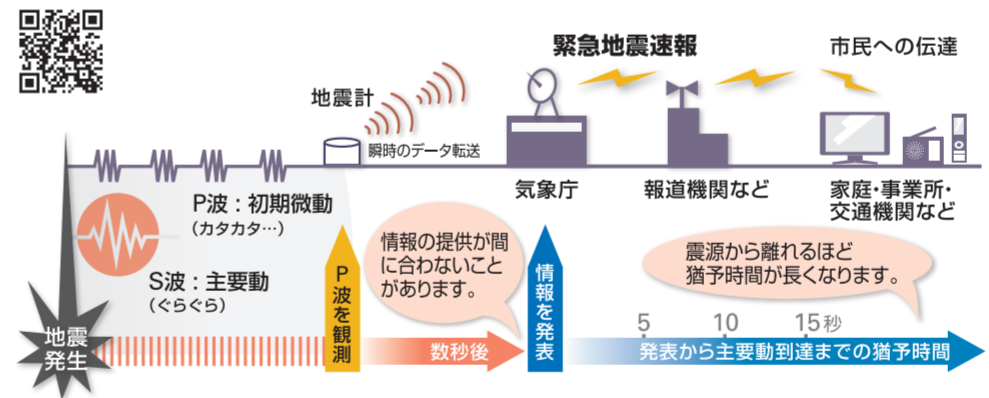 緊急地震速報
市民への伝達
地震計
瞬時のデータ転送
気象庁
報道機関など
家庭・事業所・
交通機関など
P波：初期微動
（カタカタ…）
S波：主要動
（ぐらぐら）
地震
発生
P波を観測
情報の提供が間
に合わないこと
があります。
数秒後
情報を発表
震源から離れるほど
猶予時間が長くなります。
5 10 15秒
発表から主要動到達までの猶予時間